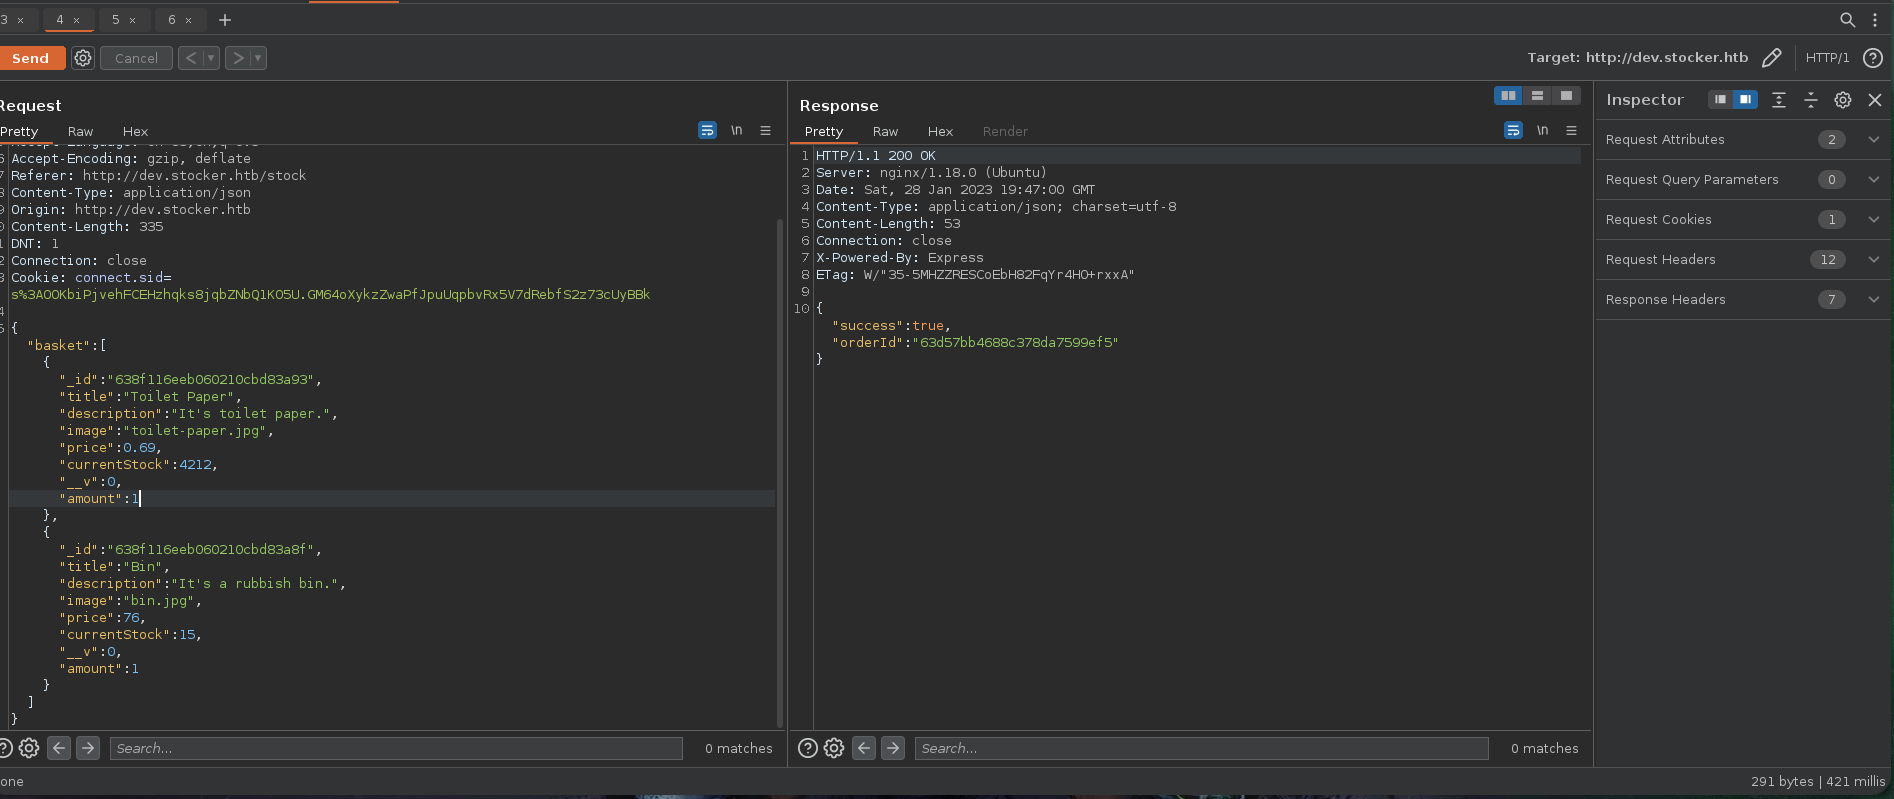 3 × 4 × 5 × 6 × +
Send Cancel < > Target: http://dev.stocker.htb HTTP/1 ?
Request
Pretty Raw Hex \n
6 Accept-Encoding: gzip, deflate
7 Referer: http://dev.stocker.htb/stock
8 Content-Type: application/json
9 Origin: http://dev.stocker.htb
0 Content-Length: 335
1 DNT: 1
2 Connection: close
3 Cookie: connect.sid=
s%3AOOKbiPjvehFCEHzhqks8jqbZNbQ1KO5U.GM64oXykzZwaPfJpuUqpbvRx5V7dRebfS2z73cUyBBk
4
5 {
"basket":[
{
"_id":"638f116eeb060210cbd83a93",
"title":"Toilet Paper",
"description":"It's toilet paper.",
"image":"toilet-paper.jpg",
"price":0.69,
"currentStock":4212,
"__v":0,
"amount":1
},
{
"_id":"638f116eeb060210cbd83a8f",
"title":"Bin",
"description":"It's a rubbish bin.",
"image":"bin.jpg",
"price":76,
"currentStock":15,
"__v":0,
"amount":1
}
]
}
? Search... 0 matches
Response
Pretty Raw Hex Render \n
1 HTTP/1.1 200 OK
2 Server: nginx/1.18.0 (Ubuntu)
3 Date: Sat, 28 Jan 2023 19:47:00 GMT
4 Content-Type: application/json; charset=utf-8
5 Content-Length: 53
6 Connection: close
7 X-Powered-By: Express
8 ETag: W/"35-5MHZZRESCoEbH82FqYr4HO+rxxA"
9
10 {
"success":true,
"orderId":"63d57bb4688c378da7599ef5"
}
? Search... 0 matches
Inspector
Request Attributes 2
Request Query Parameters 0
Request Cookies 1
Request Headers 12
Response Headers 7
one 291 bytes | 421 millis